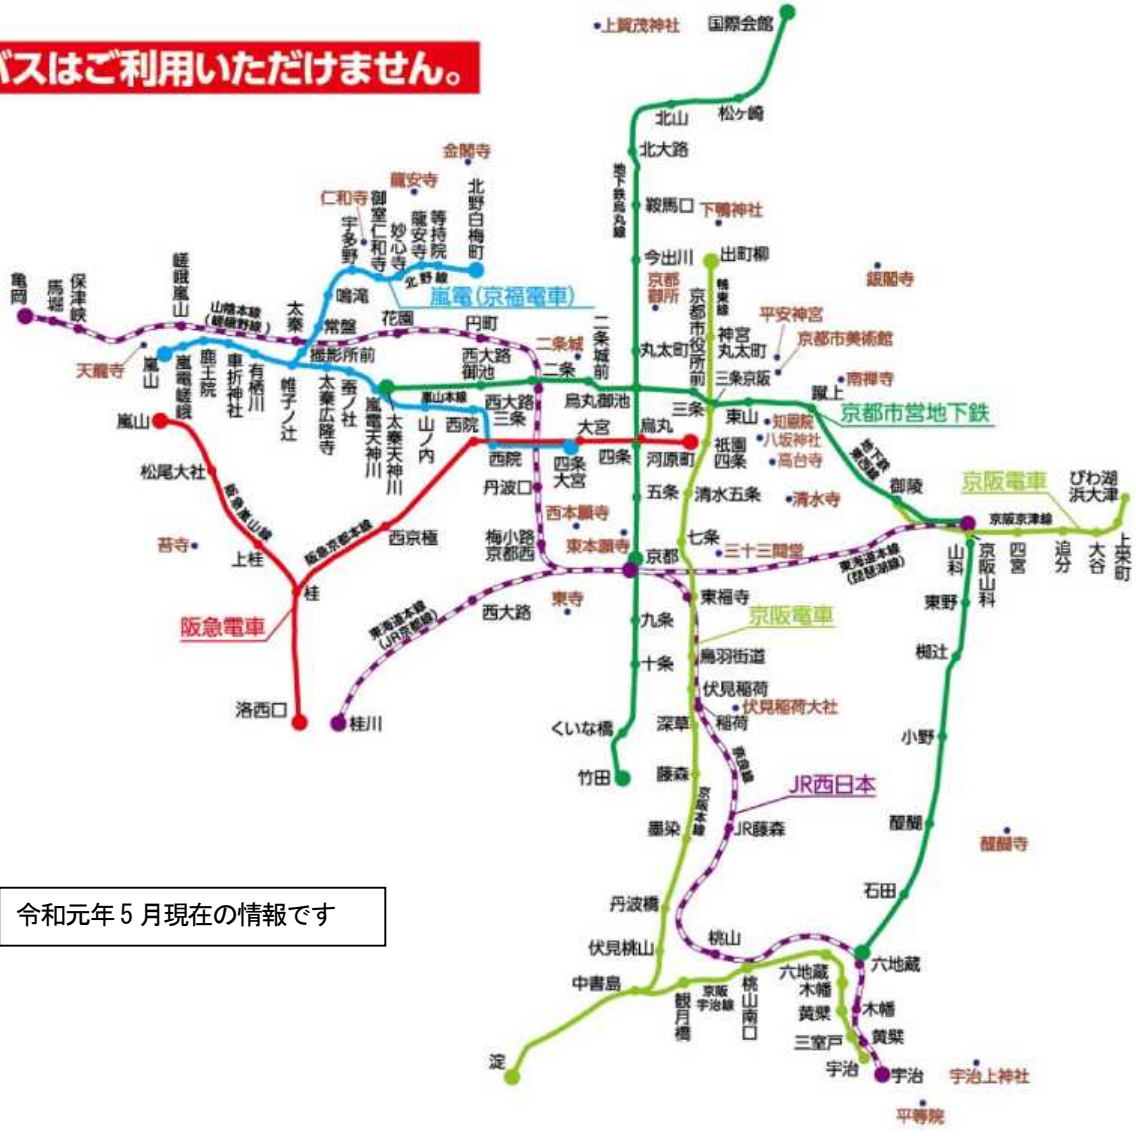 バスはご利用いただけません。
上賀茂神社
国際会館
北山
松ヶ崎
北大路
地下鉄烏丸線
鞍馬口
下鴨神社
今出川
出町柳
京都
御所
鴨東線
銀閣寺
金閣寺
龍安寺
仁和寺
御室仁和寺
宇多野
妙心寺
龍安寺
等持院
北野白梅町
北野線
鳴滝
嵐電(京福電車)
亀岡
馬堀
保津峡
嵯峨嵐山
山陰本線
(嵯峨野線)
太秦
常盤
花園
円町
撮影所前
天龍寺
嵐山
嵐電嵯峨
鹿王院
車折神社
有栖川
帷子ノ辻
太秦広隆寺
蚕ノ社
嵐電天神川
太秦天神川
嵐山本線
山ノ内
西院
西大路
御池
西大路
三条
二条
二条城
二条城前
烏丸御池
丸太町
京都市役所前
神宮
丸太町
平安神宮
京都市美術館
三条京阪
三条
東山
南禅寺
蹴上
京都市営地下鉄
知恩院
八坂神社
高台寺
祇園
四条
地下鉄
東西線
御陵
嵐山
松尾大社
阪急嵐山線
上桂
苔寺
桂
阪急京都本線
西京極
西院
四条
大宮
大宮
四条
烏丸
河原町
丹波口
五条
清水五条
清水寺
西本願寺
東本願寺
梅小路
京都西
京都
七条
三十三間堂
東海道本線
(琵琶湖線)
京阪電車
びわ湖
浜大津
京阪京津線
山科
京阪山科
四宮
追分
大谷
上栄町
阪急電車
洛西口
東海道本線
(JR京都線)
桂川
西大路
東寺
九条
十条
くいな橋
竹田
東福寺
京阪電車
鳥羽街道
伏見稲荷
伏見稲荷大社
稲荷
深草
藤森
奈良線
京阪本線
墨染
JR藤森
JR西日本
東野
椥辻
小野
醍醐
醍醐寺
石田
六地蔵
丹波橋
伏見桃山
中書島
淀
観月橋
京阪
宇治線
桃山
桃山南口
六地蔵
木幡
黄檗
三室戸
宇治
木幡
黄檗
宇治
宇治上神社
平等院
令和元年5月現在の情報です